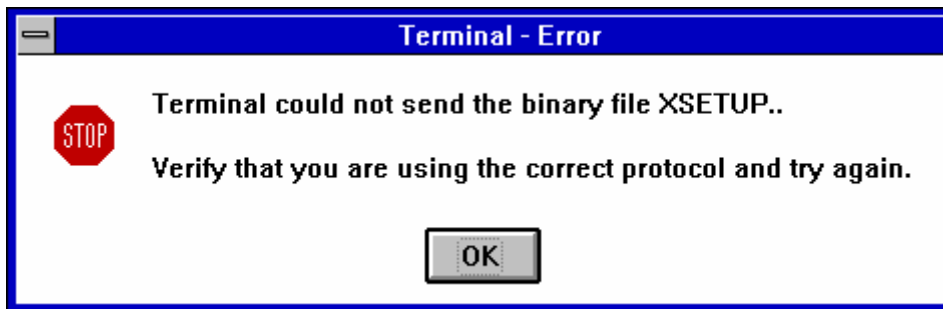 Terminal - Error
STOP
Terminal could not send the binary file XSETUP..
Verify that you are using the correct protocol and try again.
OK